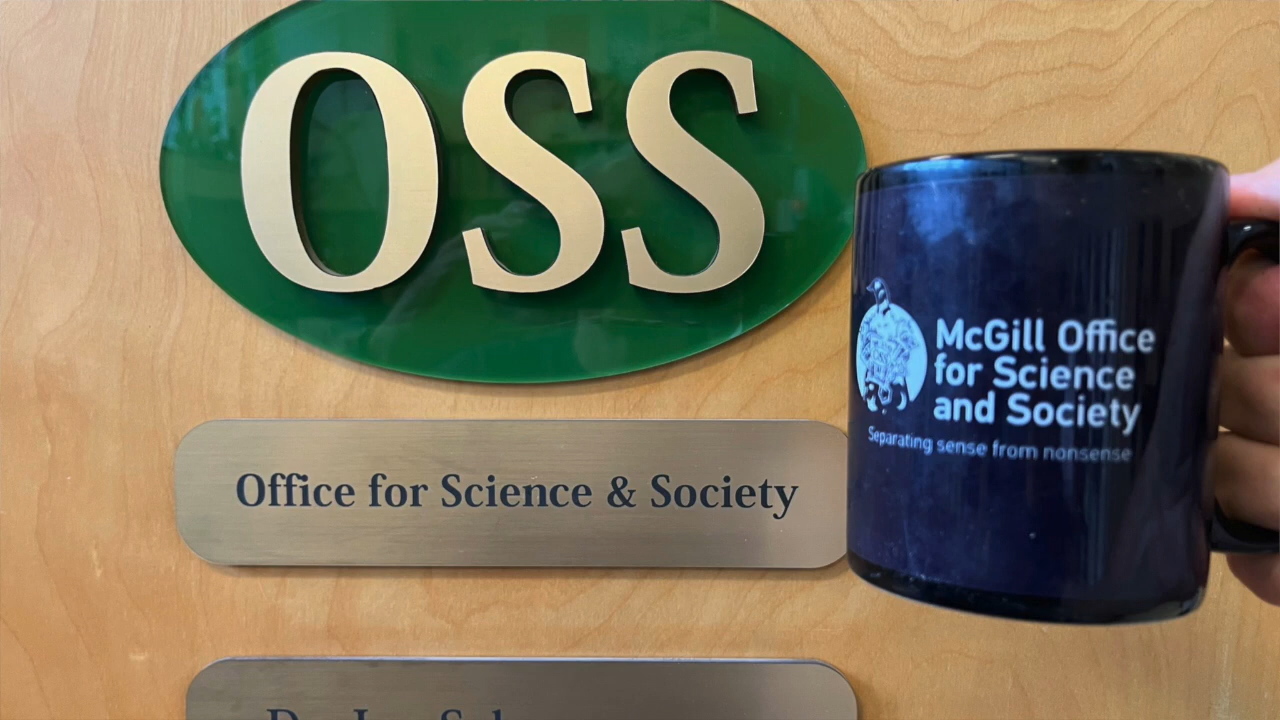 OSS
Office for Science & Society
McGill Office
for Science
and Society
Separating sense from nonsense